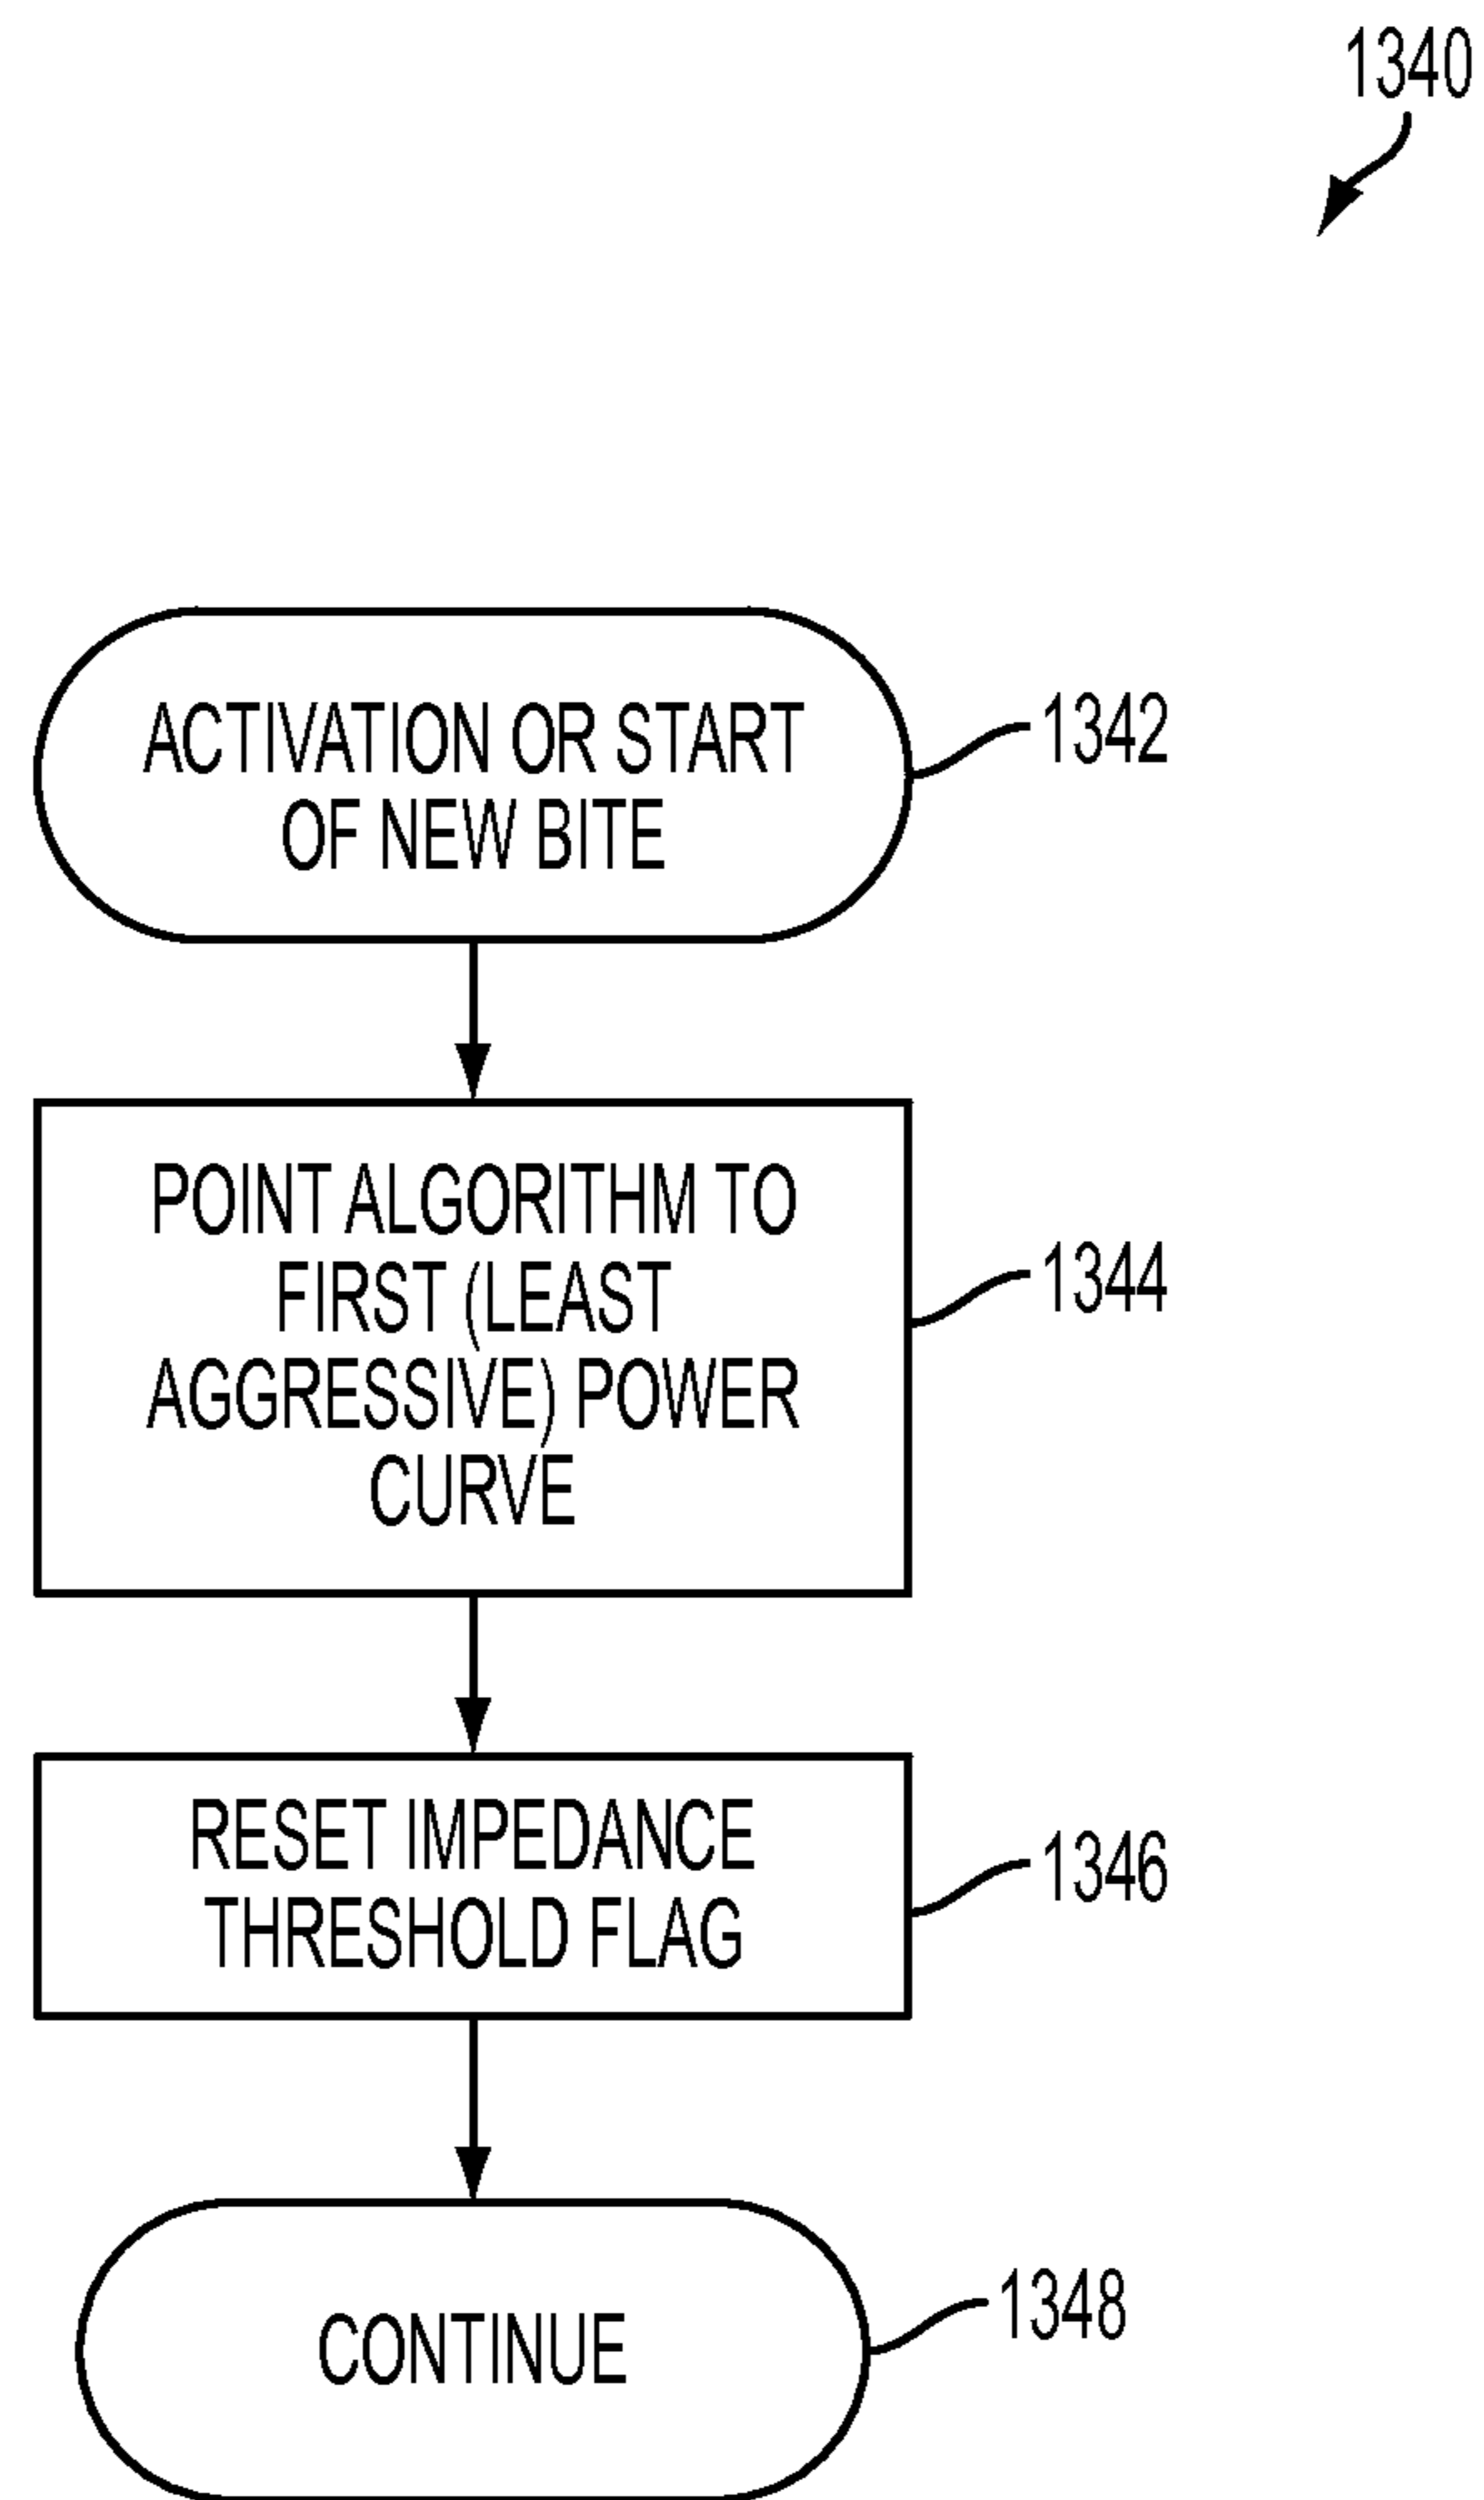 1340
ACTIVATION OR START
OF NEW BITE
1342
POINT ALGORITHM TO
FIRST (LEAST
AGGRESSIVE) POWER
CURVE
1344
RESET IMPEDANCE
THRESHOLD FLAG
1346
CONTINUE
1348